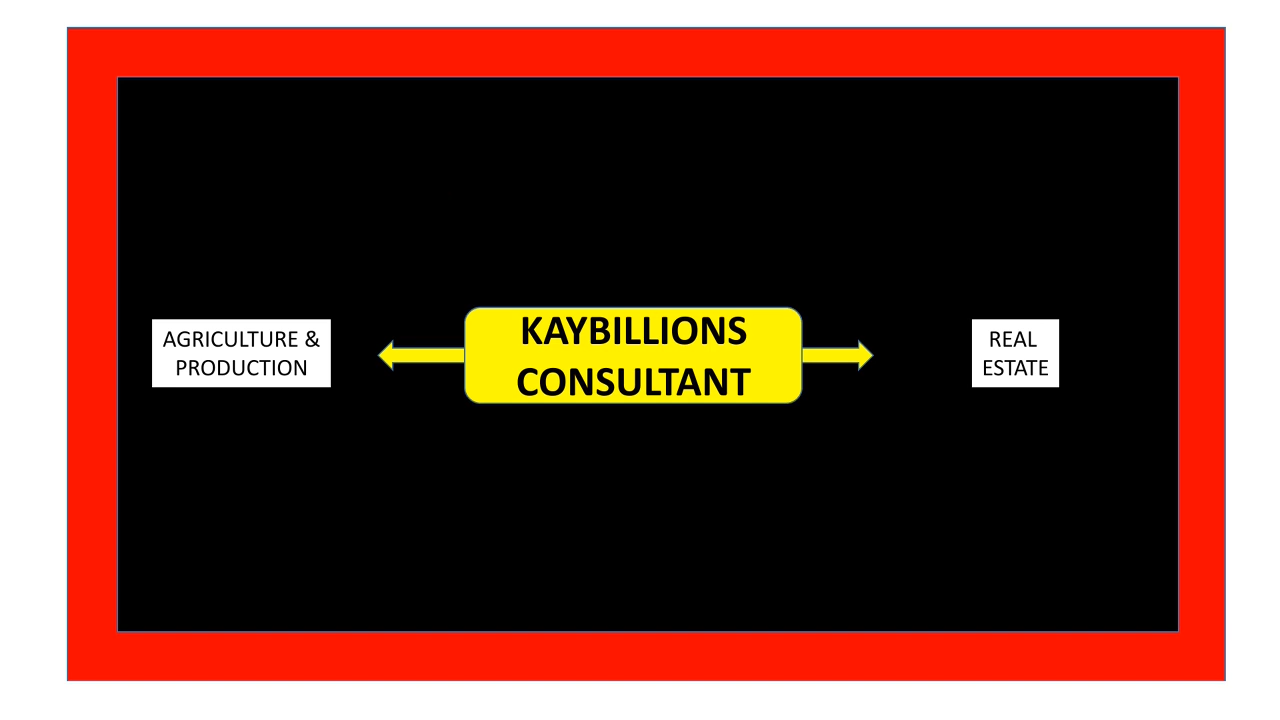 AGRICULTURE &
PRODUCTION
KAYBILLIONS
CONSULTANT
REAL
ESTATE